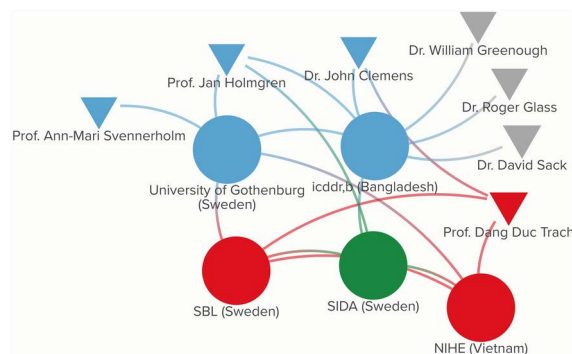 Dr. William Greenough
Prof. Jan Holmgren
Dr. John Clemens
Dr. Roger Glass
Prof. Ann-Mari Svennerholm
Dr. David Sack
University of Gothenburg
(Sweden)
icddr,b (Bangladesh)
Prof. Dang Duc Trach
SBL (Sweden)
SIDA (Sweden)
NIHE (Vietnam)